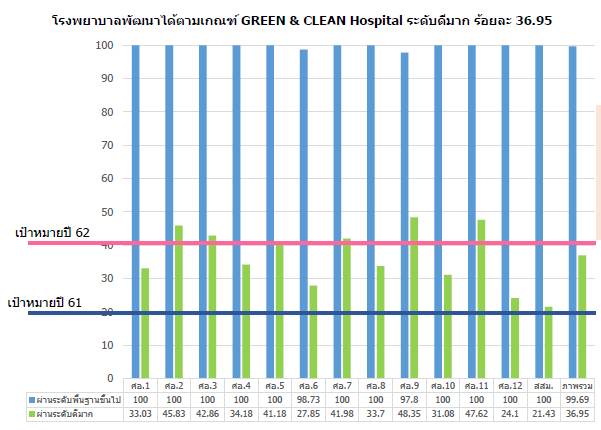 โรงพยาบาลพัฒนาได้ตามเกณฑ์ GREEN & CLEAN Hospital ระดับดีมาก ร้อยละ 36.95
100
90
80
70
60
50
เป้าหมายปี 62
40
30
เป้าหมายปี 61
20
10
0
ศอ.1 ศอ.2 ศอ.3 ศอ.4 ศอ.5 ศอ.6 ศอ.7 ศอ.8 ศอ.9 ศอ.10 ศอ.11 ศอ.12 สสม. ภาพรวม
ผ่านระดับพื้นฐานขึ้นไป 100 100 100 100 100 98.73 100 100 97.8 100 100 100 100 99.69
ผ่านระดับดีมาก 33.03 45.83 42.86 34.18 41.18 27.85 41.98 33.7 48.35 31.08 47.62 24.1 21.43 36.95